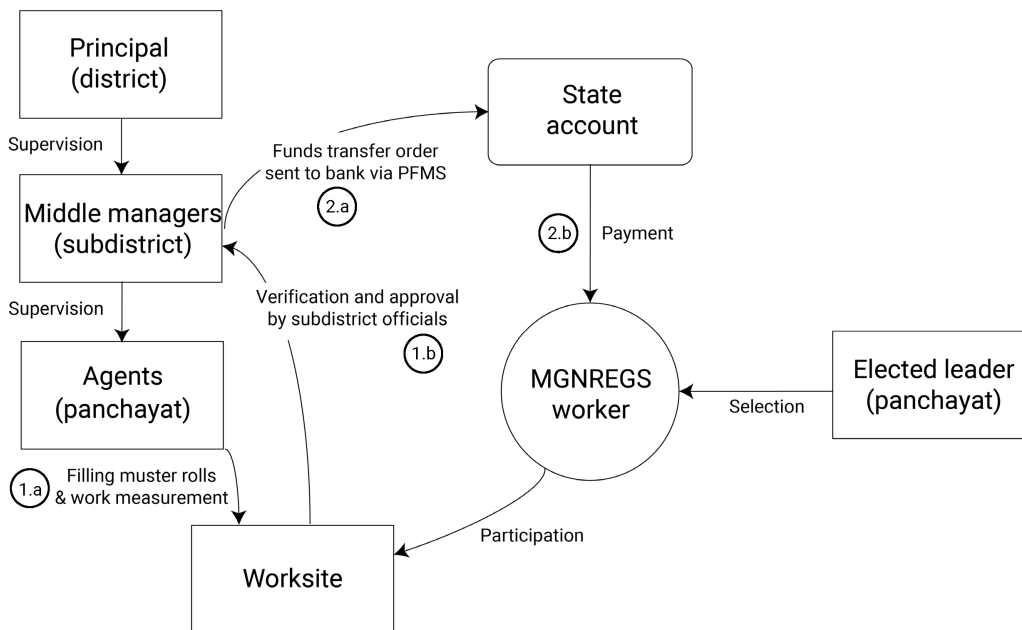 Principal
(district)
Supervision
Middle managers
(subdistrict)
Supervision
Agents
(panchayat)
1.a
Filling muster rolls
& work measurement
Worksite
Funds transfer order
sent to bank via PFMS
2.a
Verification and approval
by subdistrict officials
1.b
State
account
2.b
Payment
MGNREGS
worker
Participation
Selection
Elected leader
(panchayat)